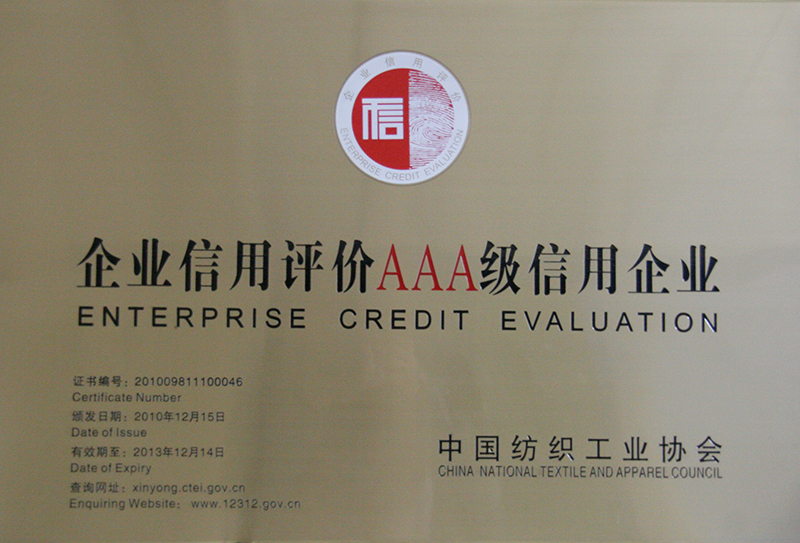 企业信用评价
信
ENTERPRISE CREDIT EVALUATION
企业信用评价AAA级信用企业
ENTERPRISE CREDIT EVALUATION
证书编号：201009811100046
Certificate Number
颁发日期：2010年12月15日
Date of Issue
有效期至：2013年12月14日
Date of Expiry
查询网址：xinyong.ctei.gov.cn
Enquiring Website：www.12312.gov.cn
中国纺织工业协会
CHINA NATIONAL TEXTILE AND APPAREL COUNCIL